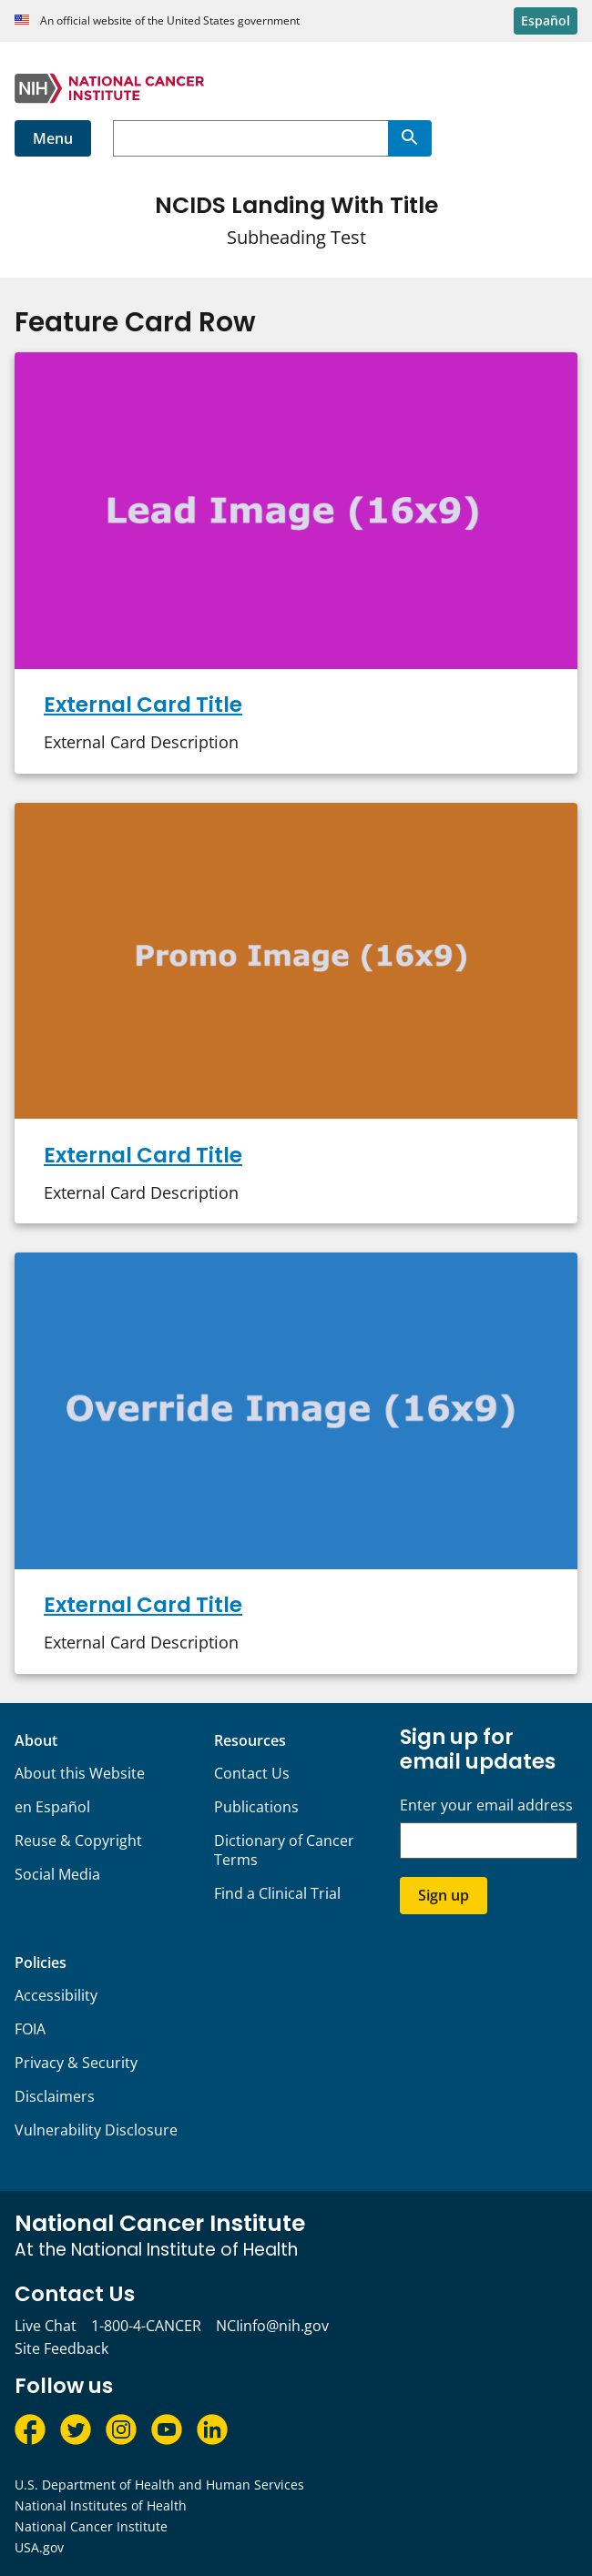 An official website of the United States government
Español
NIH
NATIONAL CANCER
INSTITUTE
Menu
NCIDS Landing With Title
Subheading Test
Feature Card Row
Lead Image (16x9)
External Card Title
External Card Description
Promo Image (16x9)
External Card Title
External Card Description
Override Image (16x9)
External Card Title
External Card Description
About
About this Website
en Español
Reuse & Copyright
Social Media
Resources
Contact Us
Publications
Dictionary of Cancer
Terms
Find a Clinical Trial
Sign up for
email updates
Enter your email address
Sign up
Policies
Accessibility
FOIA
Privacy & Security
Disclaimers
Vulnerability Disclosure
National Cancer Institute
At the National Institute of Health
Contact Us
Live Chat 1-800-4-CANCER NCIinfo@nih.gov
Site Feedback
Follow us
U.S. Department of Health and Human Services
National Institutes of Health
National Cancer Institute
USA.gov